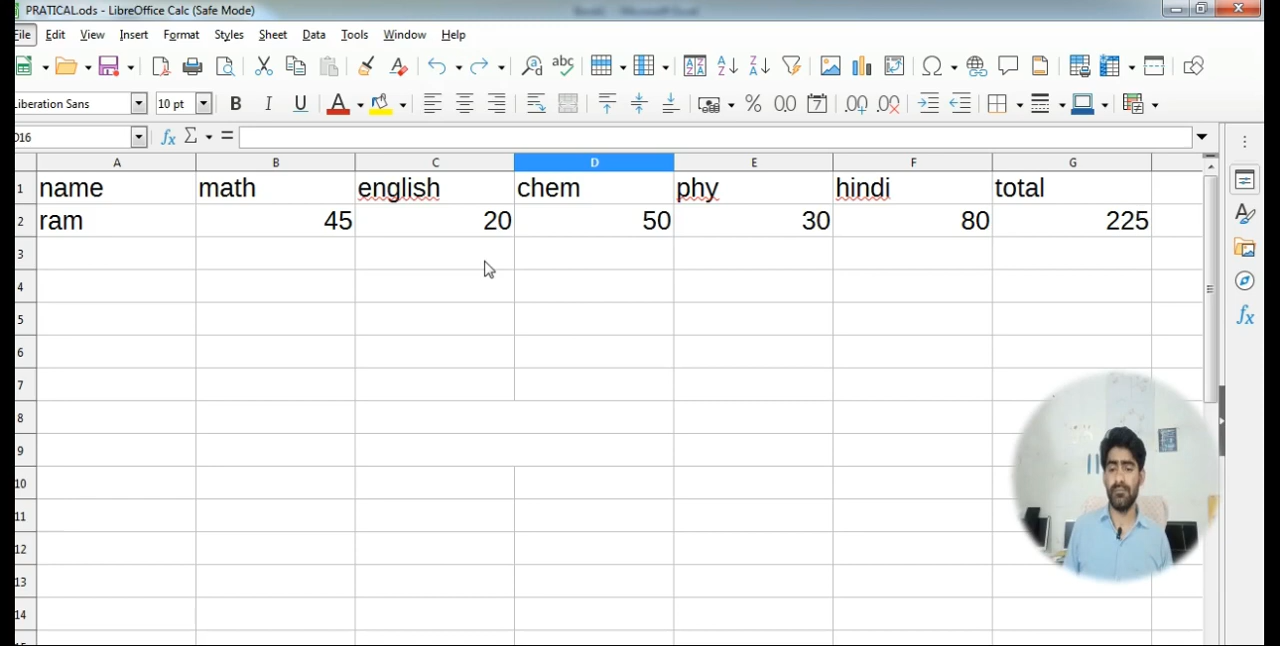 PRATICAL.ods - LibreOffice Calc (Safe Mode)
File Edit View Insert Format Styles Sheet Data Tools Window Help
Liberation Sans 10 pt
D16
A B C D E F G
1 name math english chem phy hindi total
2 ram 45 20 50 30 80 225
3
4
5
6
7
8
9
10
11
12
13
14